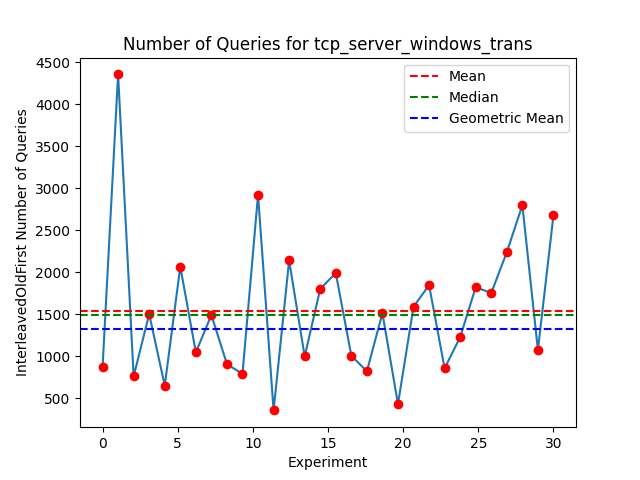 Number of Queries for tcp_server_windows_trans
InterleavedOldFirst Number of Queries
4500
4000
3500
3000
2500
2000
1500
1000
500
Mean
Median
Geometric Mean
0
5
10
15
20
25
30
Experiment